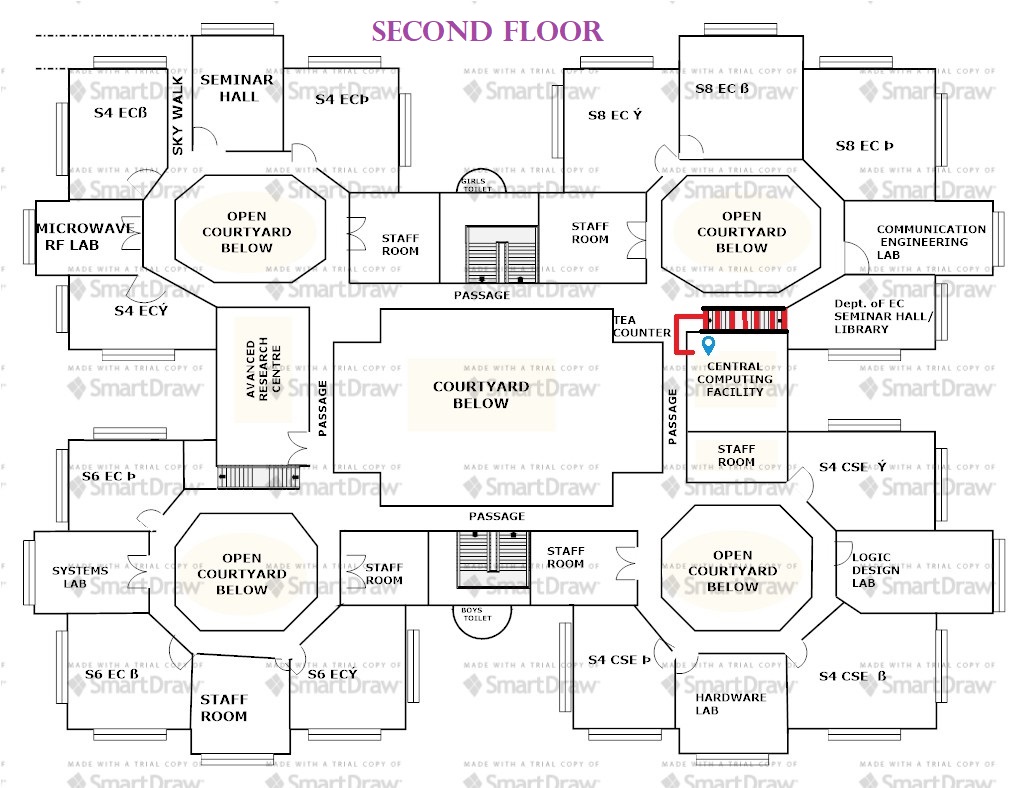 SECOND FLOOR
SEMINAR
HALL
SKY WALK
S4 ECß
S4 ECÞ
S8 EC Ý
S8 EC ß
S8 EC Þ
GIRLS
TOILET
MICROWAVE
RF LAB
OPEN
COURTYARD
BELOW
STAFF
ROOM
STAFF
ROOM
OPEN
COURTYARD
BELOW
COMMUNICATION
ENGINEERING
LAB
PASSAGE
S4 ECÝ
TEA
COUNTER
Dept. of EC
SEMINAR HALL/
LIBRARY
AVANCED
RESEARCH
CENTRE
PASSAGE
COURTYARD
BELOW
PASSAGE
CENTRAL
COMPUTING
FACILITY
STAFF
ROOM
S6 EC Þ
S4 CSE Ý
PASSAGE
SYSTEMS
LAB
OPEN
COURTYARD
BELOW
STAFF
ROOM
STAFF
ROOM
OPEN
COURTYARD
BELOW
LOGIC
DESIGN
LAB
BOYS
TOILET
S6 EC ß
STAFF
ROOM
S6 ECÝ
S4 CSE Þ
HARDWARE
LAB
S4 CSE ß
MADE WITH A TRIAL COPY OF
SmartDraw